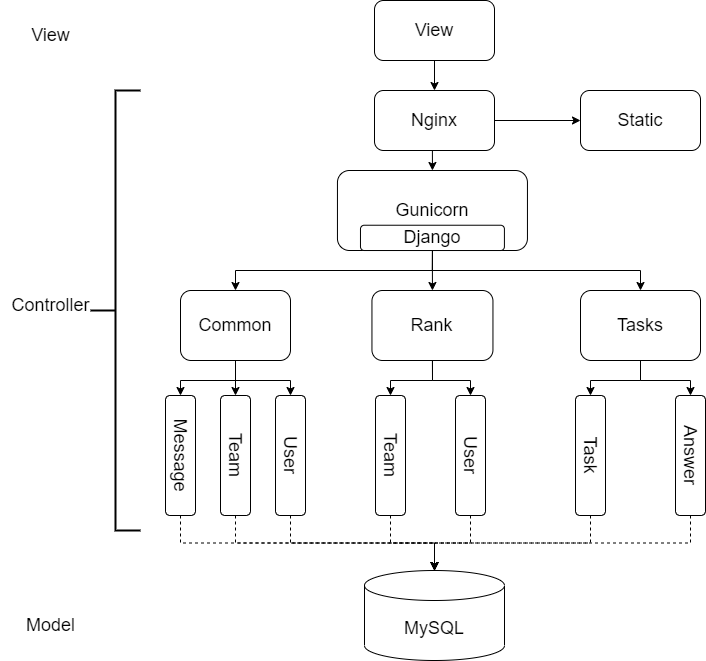 View
View
Nginx
Static
Gunicorn
Django
Controller
Common
Rank
Tasks
Message
Team
User
Team
User
Task
Answer
Model
MySQL